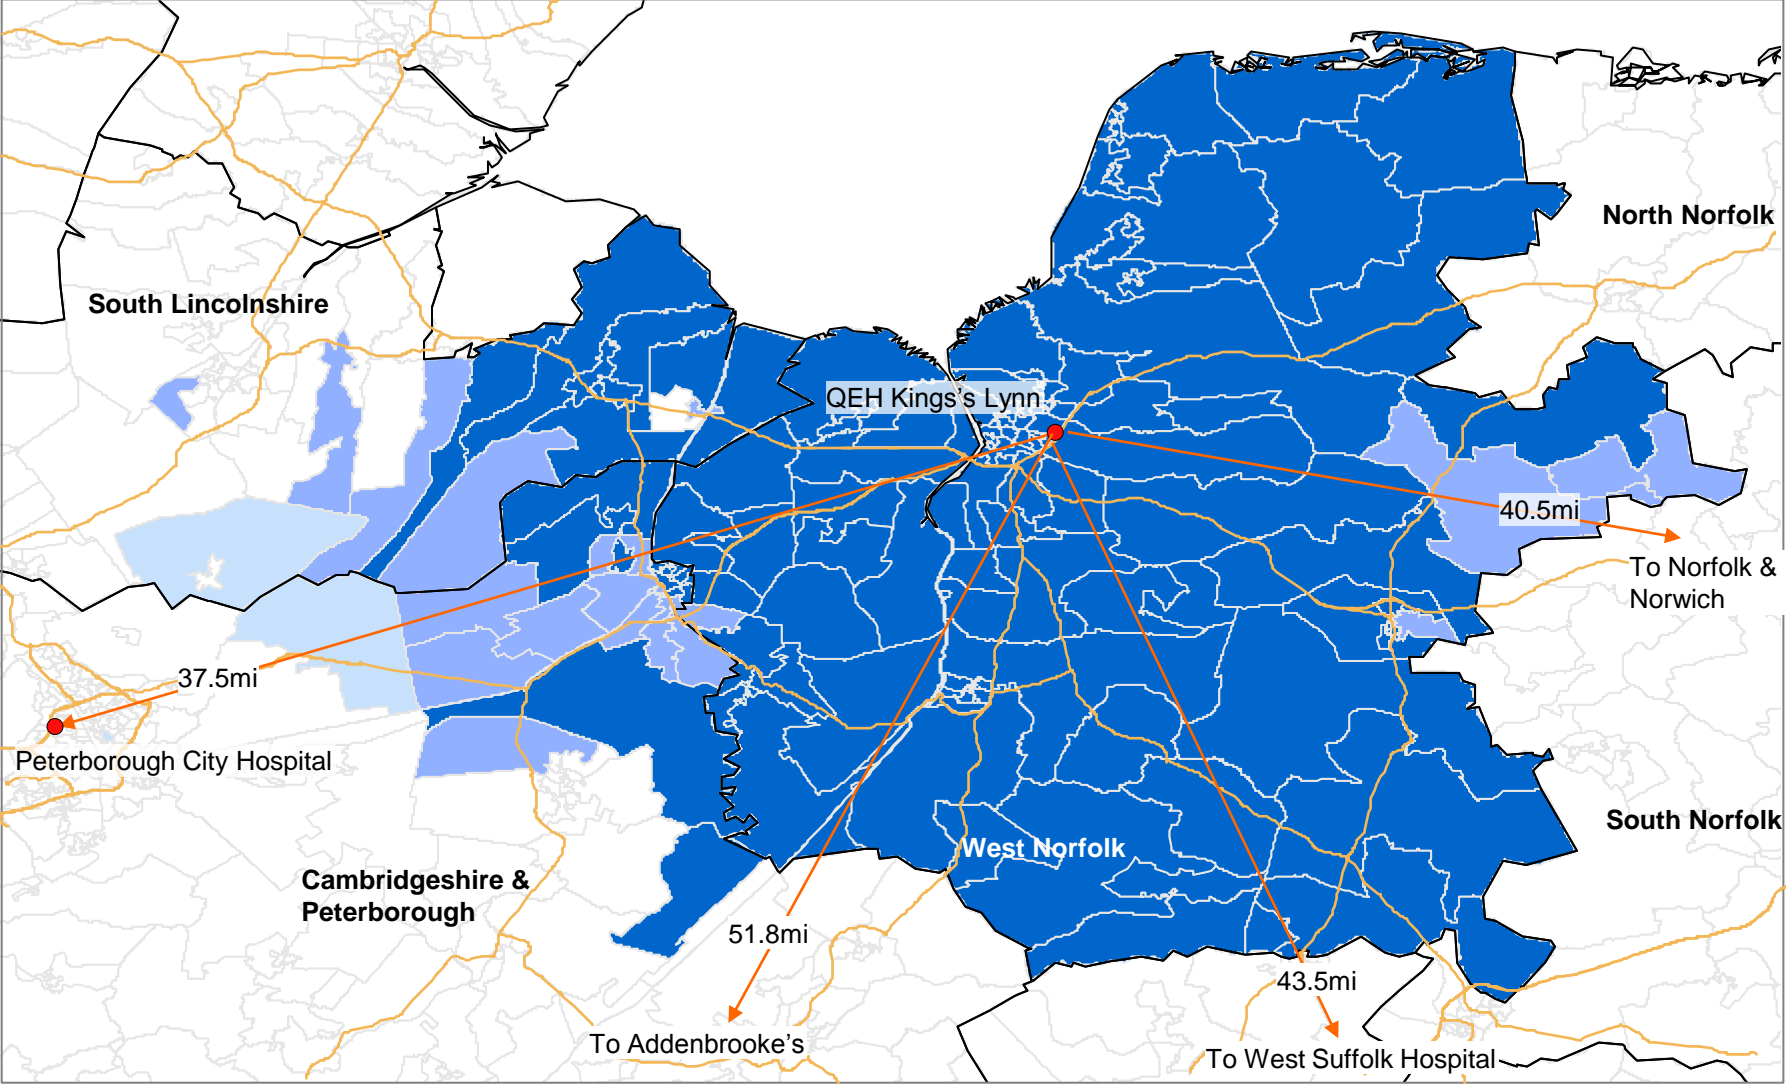 North Norfolk
South Lincolnshire
QEH Kings's Lynn
40.5mi
To Norfolk &
Norwich
37.5mi
Peterborough City Hospital
South Norfolk
West Norfolk
Cambridgeshire &
Peterborough
51.8mi
43.5mi
To Addenbrooke's
To West Suffolk Hospital